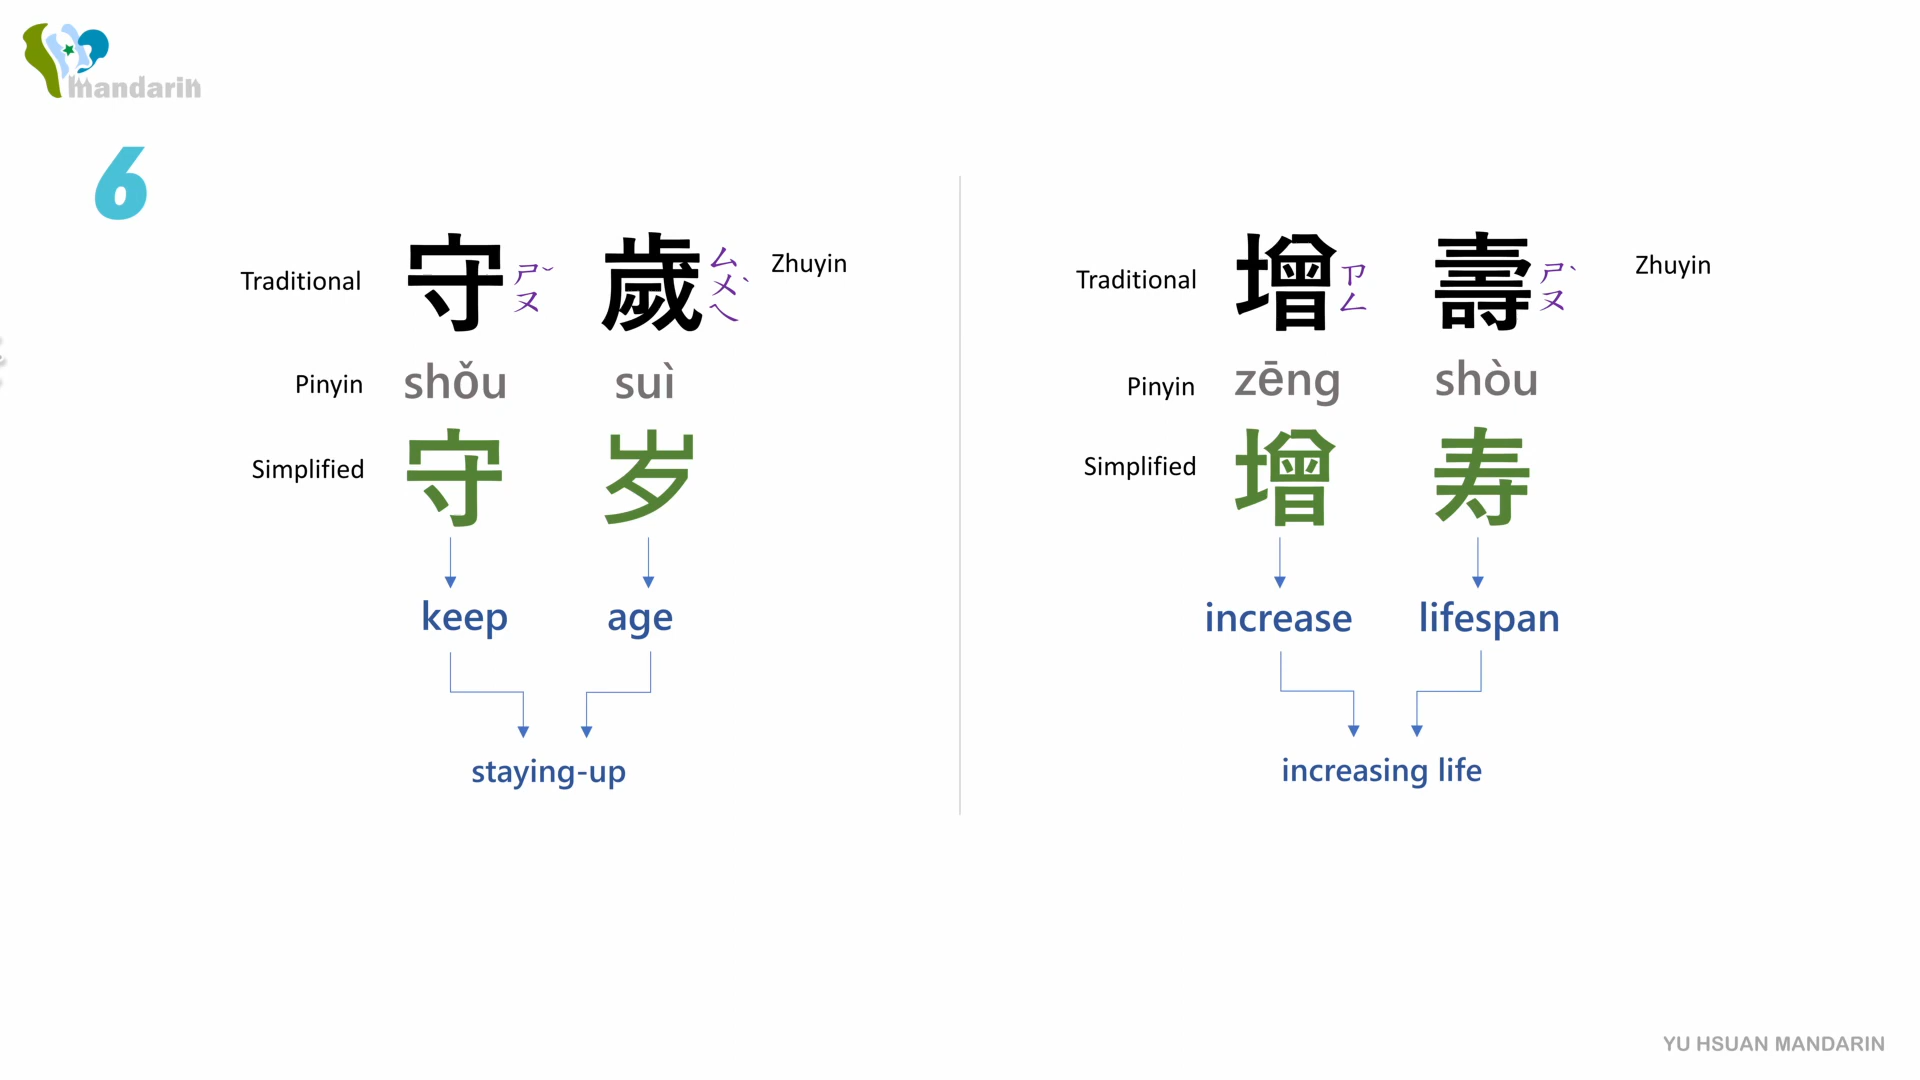 mandarin
6
Traditional 守 ㄕㄡˇ 歲 ㄙㄨㄟˋ Zhuyin
Pinyin shǒu suì
Simplified 守 岁
keep age
staying-up
Traditional 增 ㄗㄥ 壽 ㄕㄡˋ Zhuyin
Pinyin zēng shòu
Simplified 增 寿
increase lifespan
increasing life
YU HSUAN MANDARIN